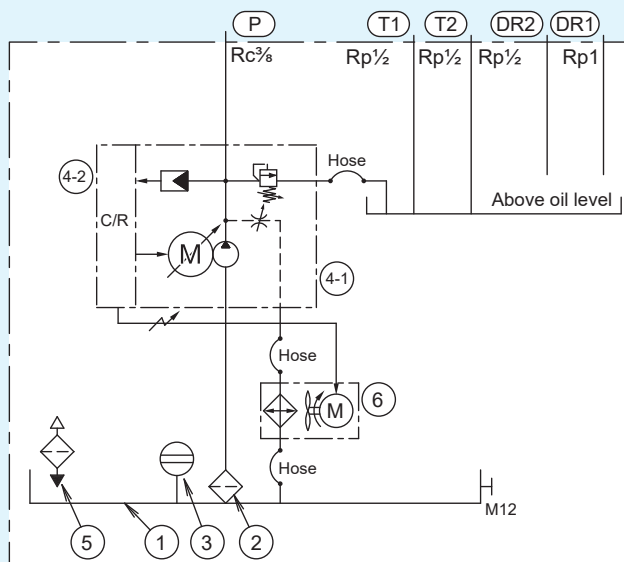 P T1 T2 DR2 DR1
Rc⅜ Rp½ Rp½ Rp½ Rp1
Hose
4-2
Above oil level
C/R
M
4-1
Hose
6
M
Hose
M12
5 1 3 2